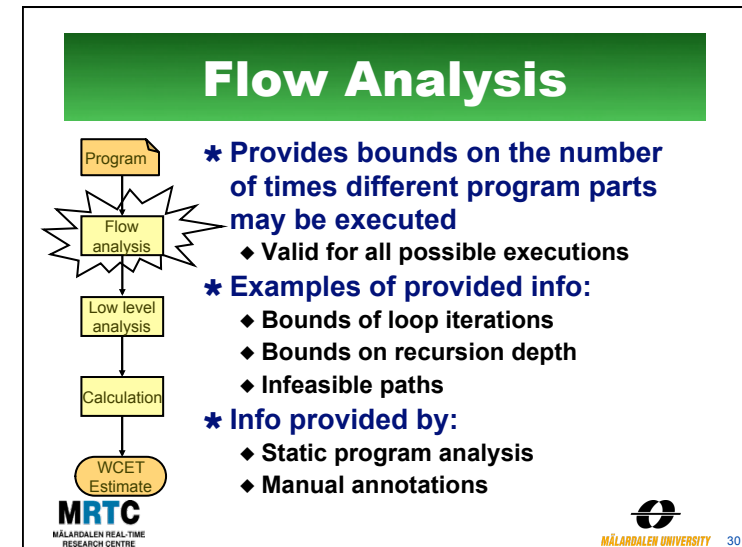 Flow Analysis
Program
Flow
analysis
Low level
analysis
Calculation
WCET
Estimate
* Provides bounds on the number
of times different program parts
may be executed
◆ Valid for all possible executions
* Examples of provided info:
◆ Bounds of loop iterations
◆ Bounds on recursion depth
◆ Infeasible paths
* Info provided by:
◆ Static program analysis
◆ Manual annotations
MRTC
MÄLARDALEN REAL-TIME
RESEARCH CENTRE
MÄLARDALEN UNIVERSITY
30